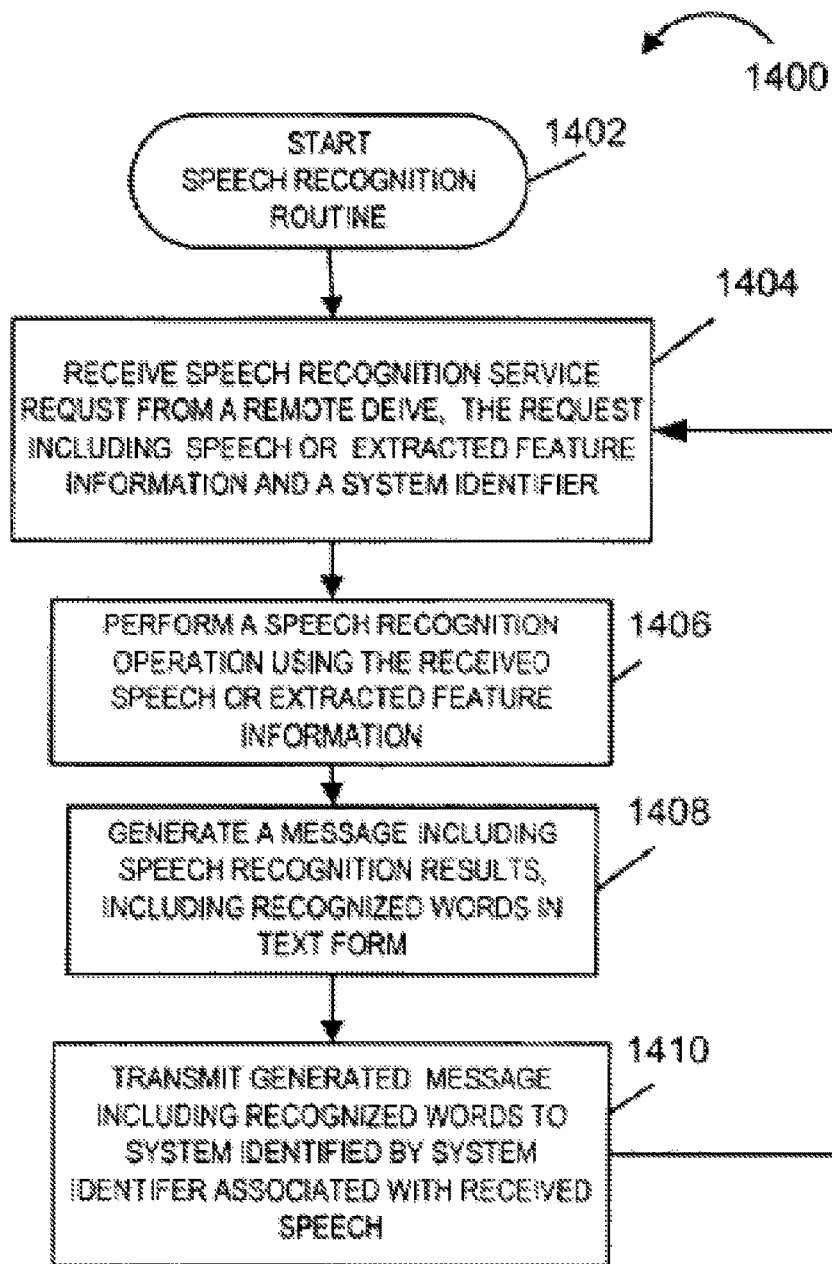 1400
START
SPEECH RECOGNITION
ROUTINE
1402
1404
RECEIVE SPEECH RECOGNITION SERVICE
REQUST FROM A REMOTE DEIVE, THE REQUEST
INCLUDING SPEECH OR EXTRACTED FEATURE
INFORMATION AND A SYSTEM IDENTIFIER
1406
PERFORM A SPEECH RECOGNITION
OPERATION USING THE RECEIVED
SPEECH OR EXTRACTED FEATURE
INFORMATION
1408
GENERATE A MESSAGE INCLUDING
SPEECH RECOGNITION RESULTS,
INCLUDING RECOGNIZED WORDS IN
TEXT FORM
1410
TRANSMIT GENERATED MESSAGE
INCLUDING RECOGNIZED WORDS TO
SYSTEM IDENTIFIED BY SYSTEM
IDENTIFER ASSOCIATED WITH RECEIVED
SPEECH